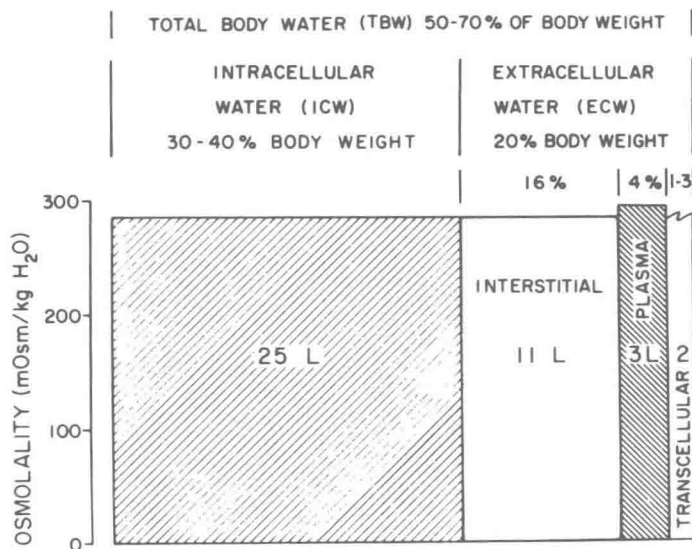 TOTAL BODY WATER (TBW) 50-70% OF BODY WEIGHT
INTRACELLULAR
WATER (ICW)
30-40% BODY WEIGHT
EXTRACELLULAR
WATER (ECW)
20% BODY WEIGHT
16%
4%
1-3
OSMOLALITY (mOsm/kg H₂O)
300
200
100
0
25 L
INTERSTITIAL
11 L
PLASMA
3L
2
TRANSCELLULAR